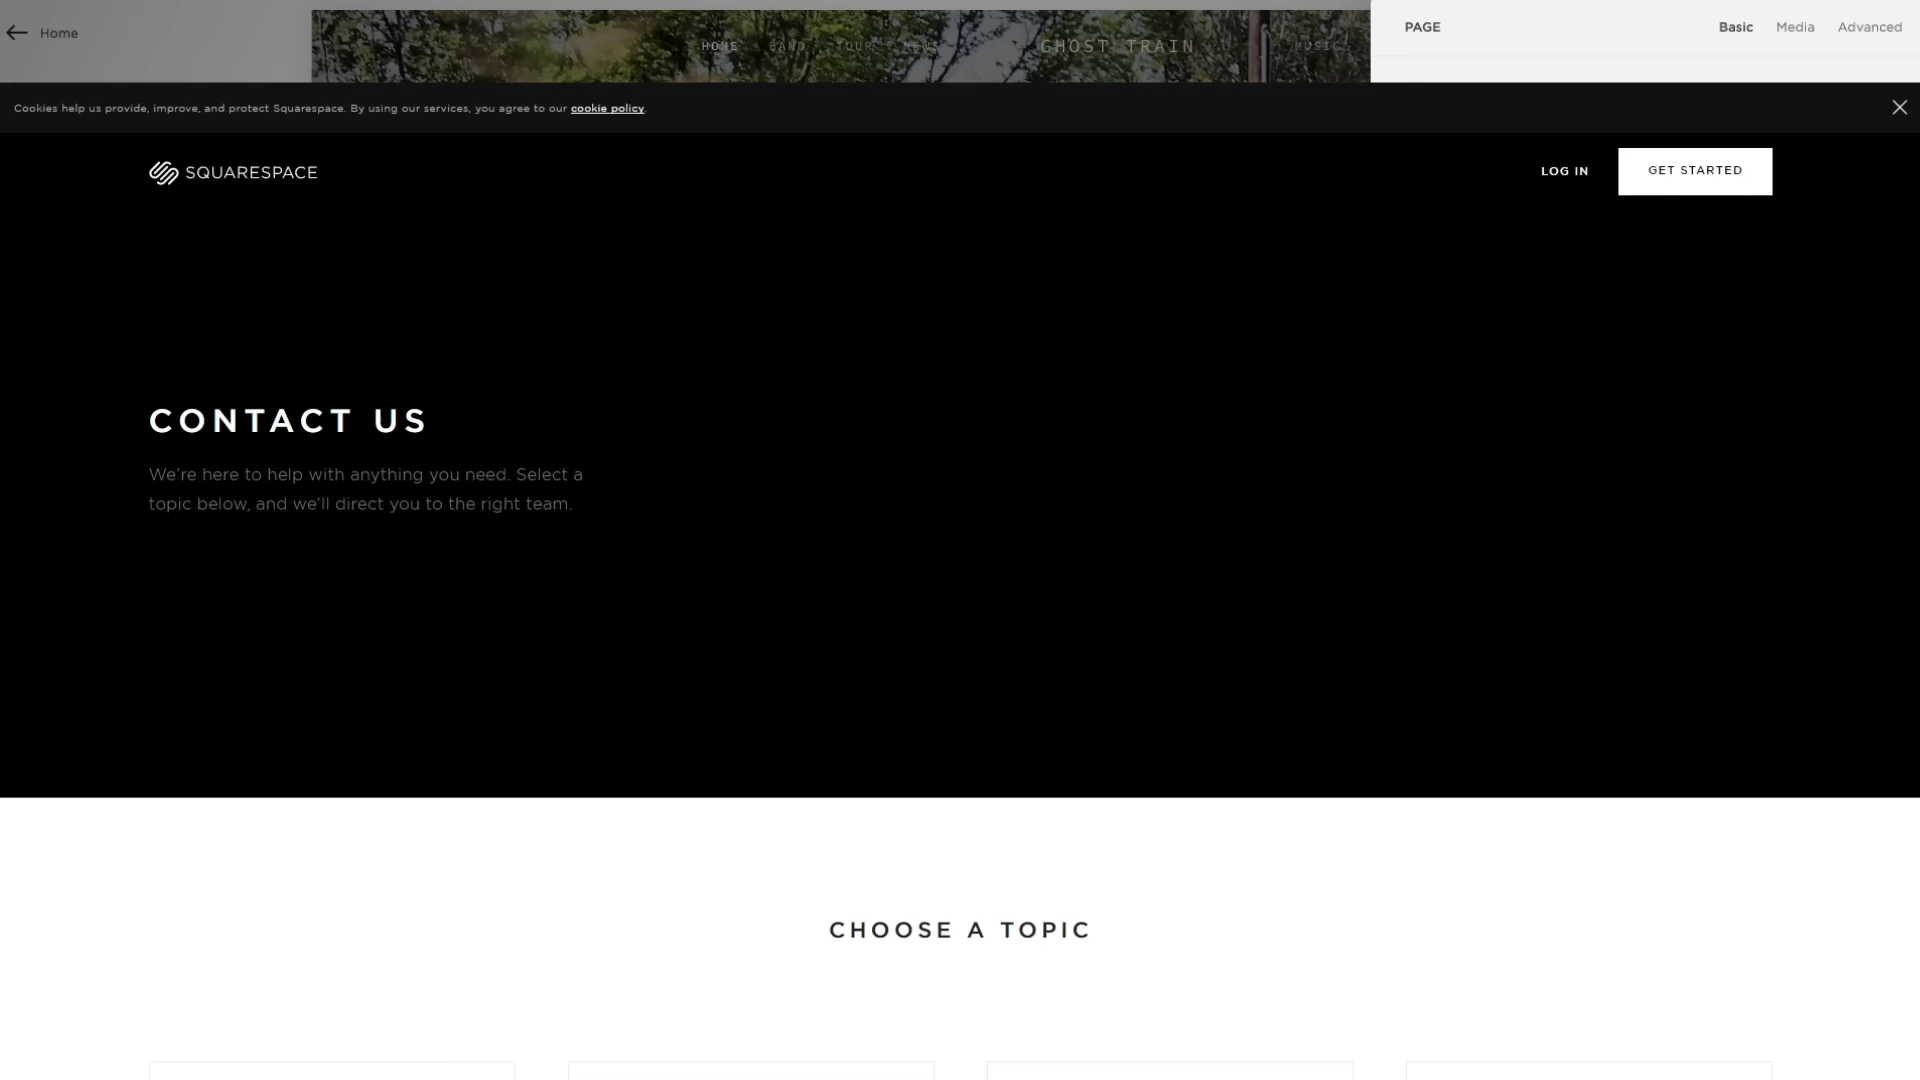 Home
HOME BAND TOUR NEWS GHOST TRAIN MUSIC
PAGE Basic Media Advanced
Cookies help us provide, improve, and protect Squarespace. By using our services, you agree to our cookie policy.
SQUARESPACE
LOG IN
GET STARTED
CONTACT US
We're here to help with anything you need. Select a
topic below, and we'll direct you to the right team.
CHOOSE A TOPIC